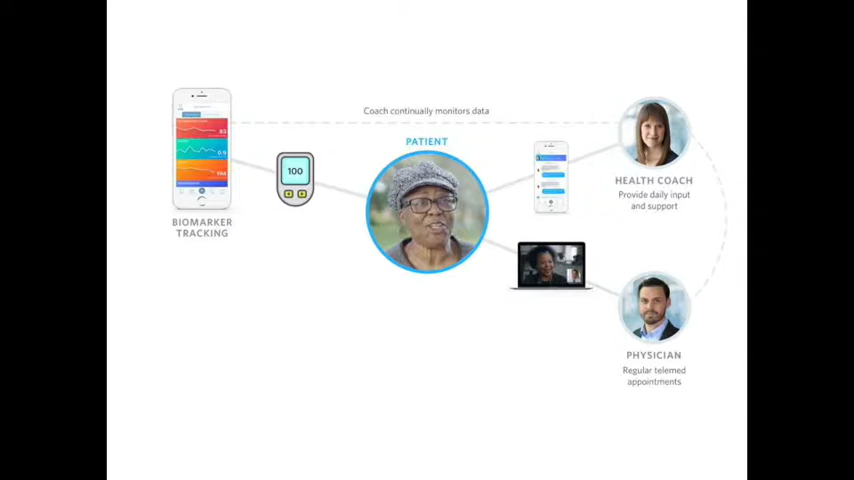 Coach continually monitors data
PATIENT
100
BIOMARKER
TRACKING
HEALTH COACH
Provide daily input
and support
PHYSICIAN
Regular telemed
appointments